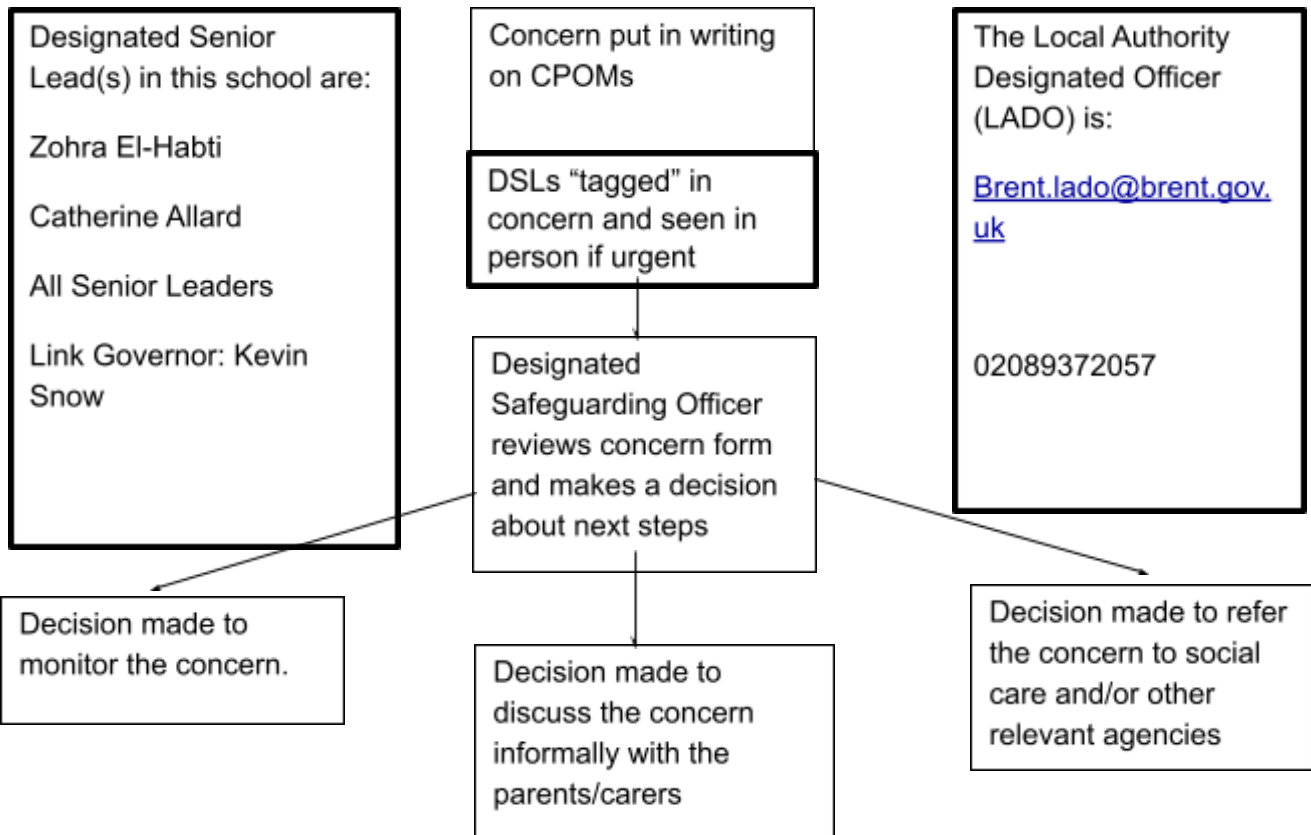 Designated Senior
Lead(s) in this school are:
Zohra El-Habti
Catherine Allard
All Senior Leaders
Link Governor: Kevin
Snow
Concern put in writing
on CPOMs
DSLs “tagged” in
concern and seen in
person if urgent
The Local Authority
Designated Officer
(LADO) is:
Brent.lado@brent.gov.
uk
02089372057
Designated
Safeguarding Officer
reviews concern form
and makes a decision
about next steps
Decision made to
monitor the concern.
Decision made to
discuss the concern
informally with the
parents/carers
Decision made to refer
the concern to social
care and/or other
relevant agencies